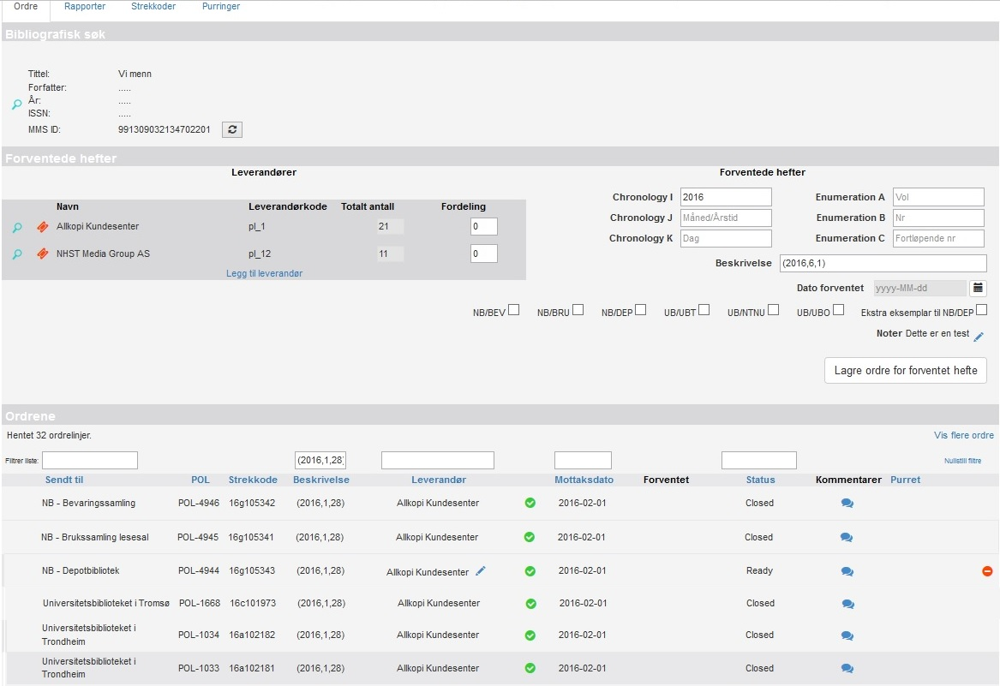 Ordre Rapporter Strekkoder Purringer
Bibliografisk søk
Tittel: Vi menn
Forfatter: .....
År: .....
ISSN: .....
MMS ID: 991309032134702201
Forventede hefter
Leverandører Forventede hefter
Navn Leverandørkode Totalt antall Fordeling
Allkopi Kundesenter pl_1 21 0
NHST Media Group AS pl_12 11 0
Legg til leverandør
Chronology I 2016 Enumeration A Vol
Chronology J Måned/Årstid Enumeration B Nr
Chronology K Dag Enumeration C Fortløpende nr
Beskrivelse (2016,6,1)
Dato forventet yyyy-MM-dd
NB/BEV NB/BRU NB/DEP UB/UBT UB/NTNU UB/UBO Ekstra eksemplar til NB/DEP
Noter Dette er en test
Lagre ordre for forventet hefte
Ordrene
Hentet 32 ordrelinjer. Vis flere ordre
Filtrer liste: (2016,1,28) Nullstill filtre
Sendt til POL Strekkode Beskrivelse Leverandør Mottaksdato Forventet Status Kommentarer Purret
NB - Bevaringssamling POL-4946 16g105342 (2016,1,28) Allkopi Kundesenter 2016-02-01 Closed
NB - Brukssamling lesesal POL-4945 16g105341 (2016,1,28) Allkopi Kundesenter 2016-02-01 Closed
NB - Depotbibliotek POL-4944 16g105343 (2016,1,28) Allkopi Kundesenter 2016-02-01 Ready
Universitetsbiblioteket i Tromsø POL-1668 16c101973 (2016,1,28) Allkopi Kundesenter 2016-02-01 Closed
Universitetsbiblioteket i
Trondheim POL-1034 16a102182 (2016,1,28) Allkopi Kundesenter 2016-02-01 Closed
Universitetsbiblioteket i
Trondheim POL-1033 16a102181 (2016,1,28) Allkopi Kundesenter 2016-02-01 Closed